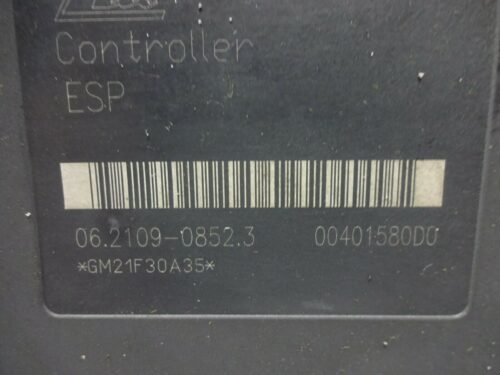 Controller
ESP
06.2109-0852.3 00401580D0
*GM21F30A35*